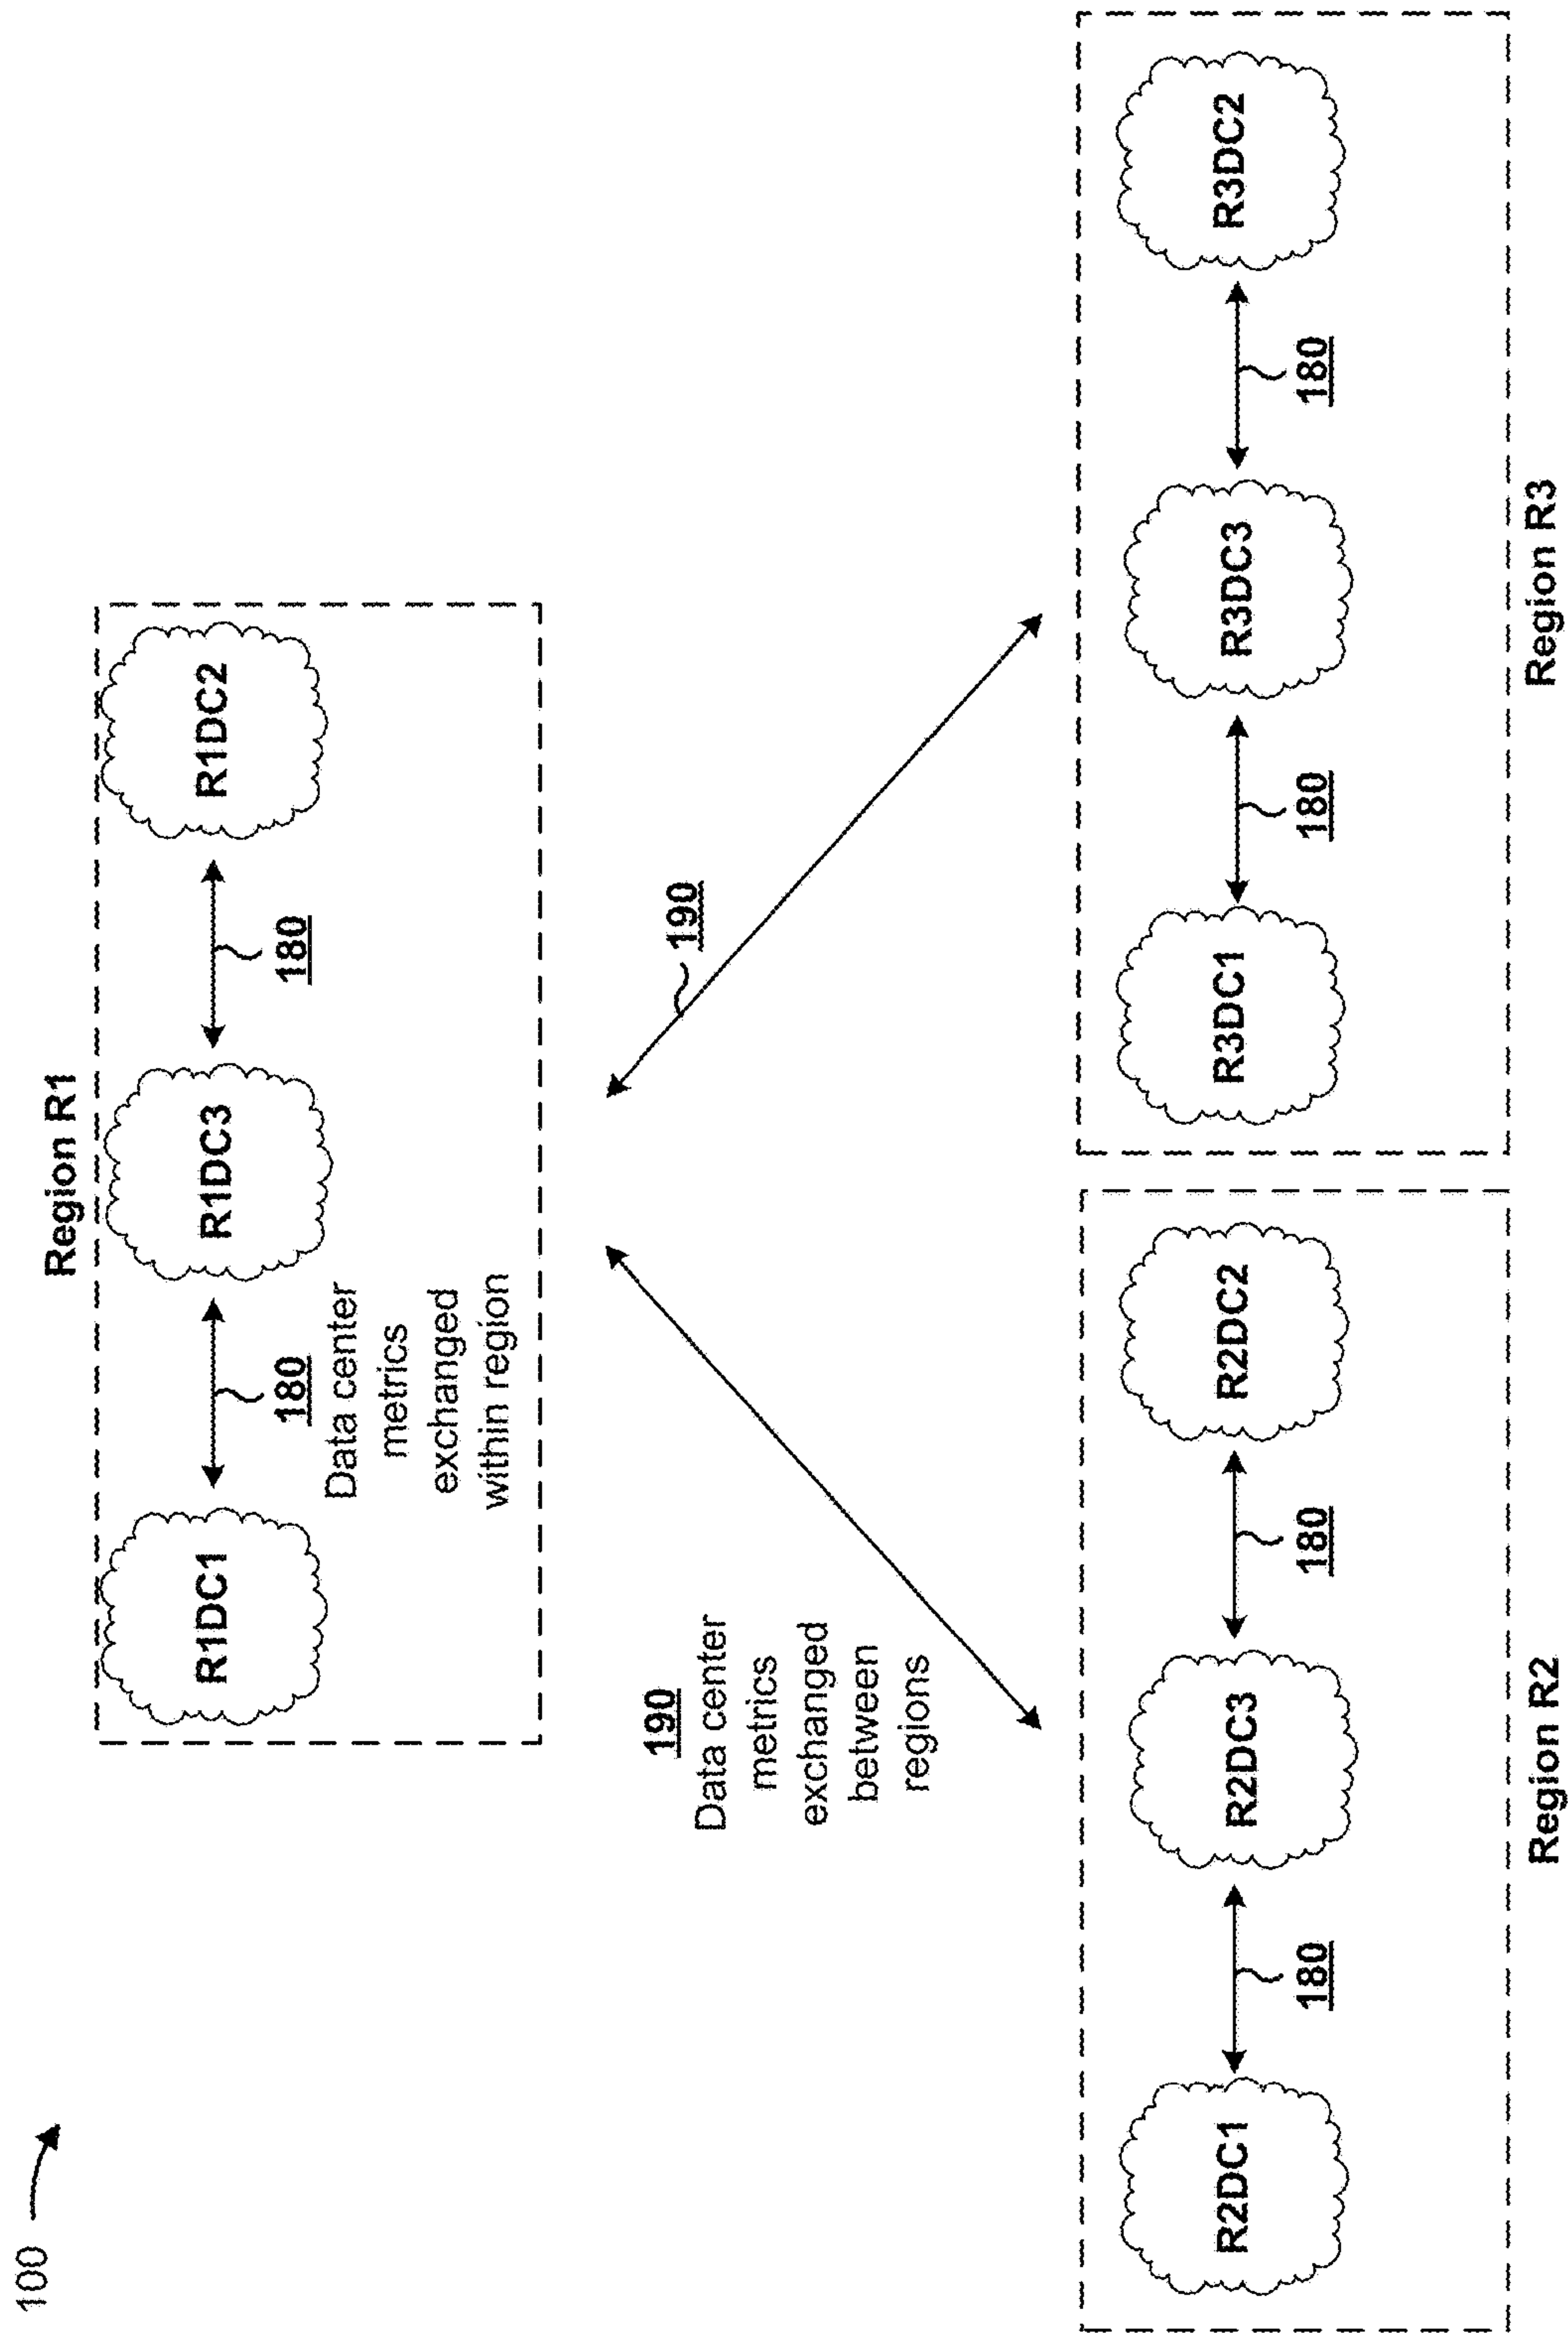 100
Region R1
R1DC1
R1DC3
R1DC2
180
180
Data center
metrics
exchanged
within region
190
Data center
metrics
exchanged
between
regions
190
R2DC1
R2DC3
R2DC2
180
180
Region R2
R3DC1
R3DC3
R3DC2
180
180
Region R3